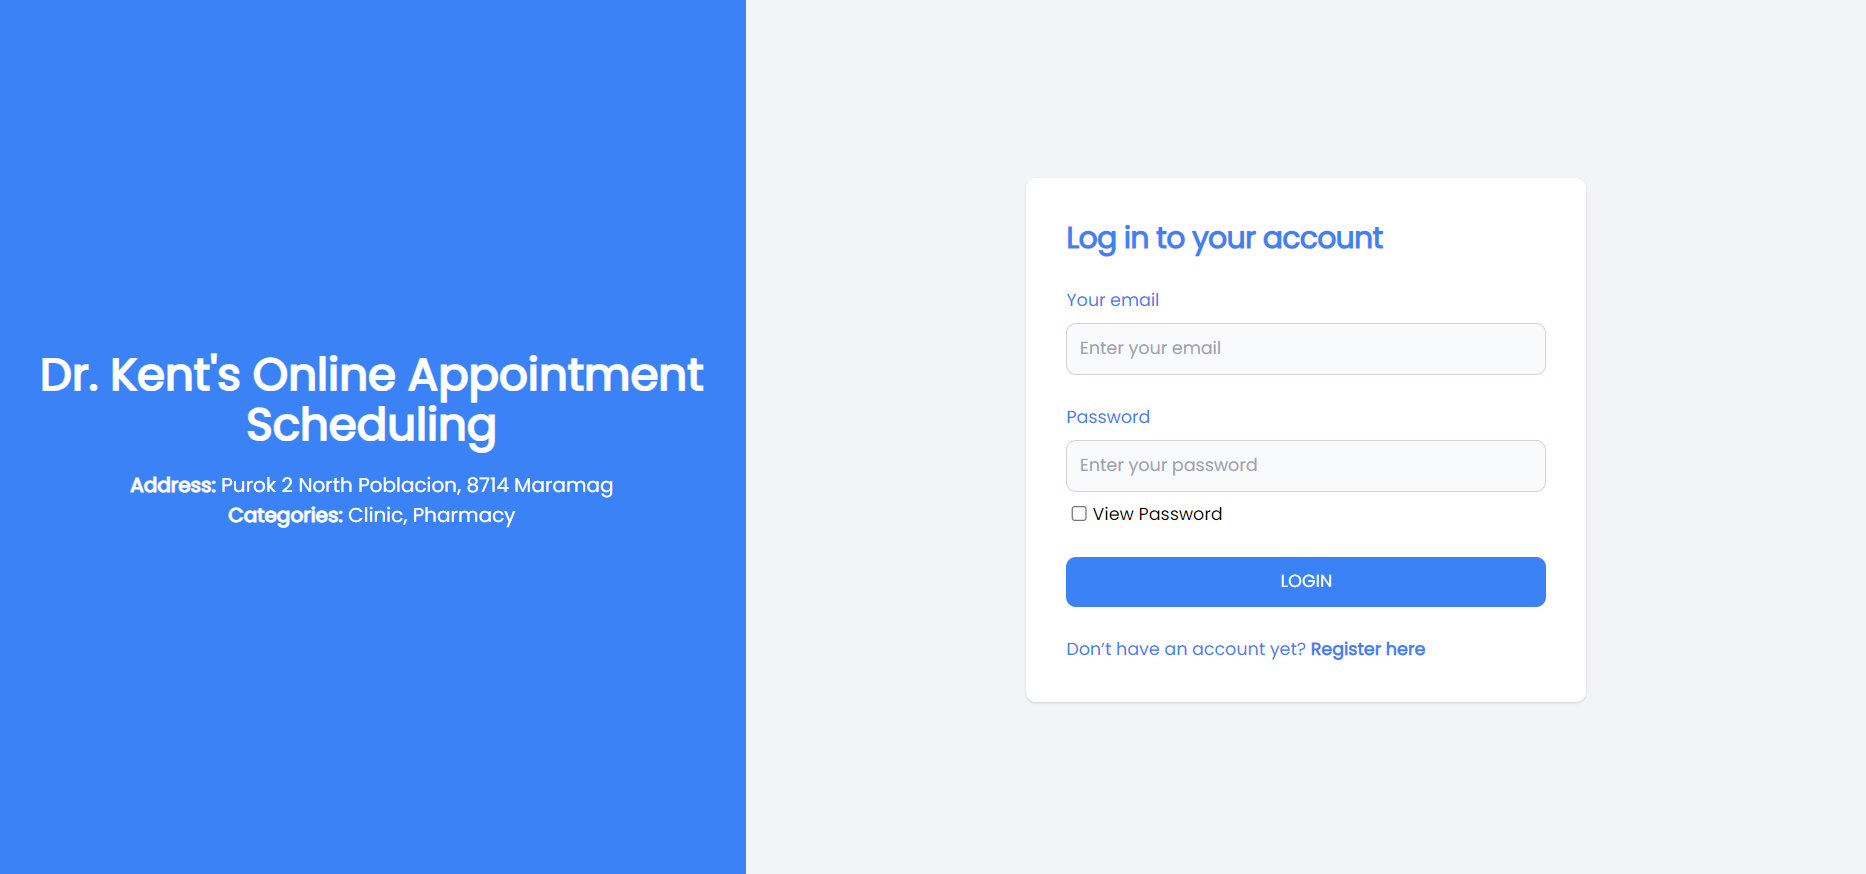 Dr. Kent's Online Appointment
Scheduling
Address: Purok 2 North Poblacion, 8714 Maramag
Categories: Clinic, Pharmacy
Log in to your account
Your email
Enter your email
Password
Enter your password
View Password
LOGIN
Don’t have an account yet? Register here